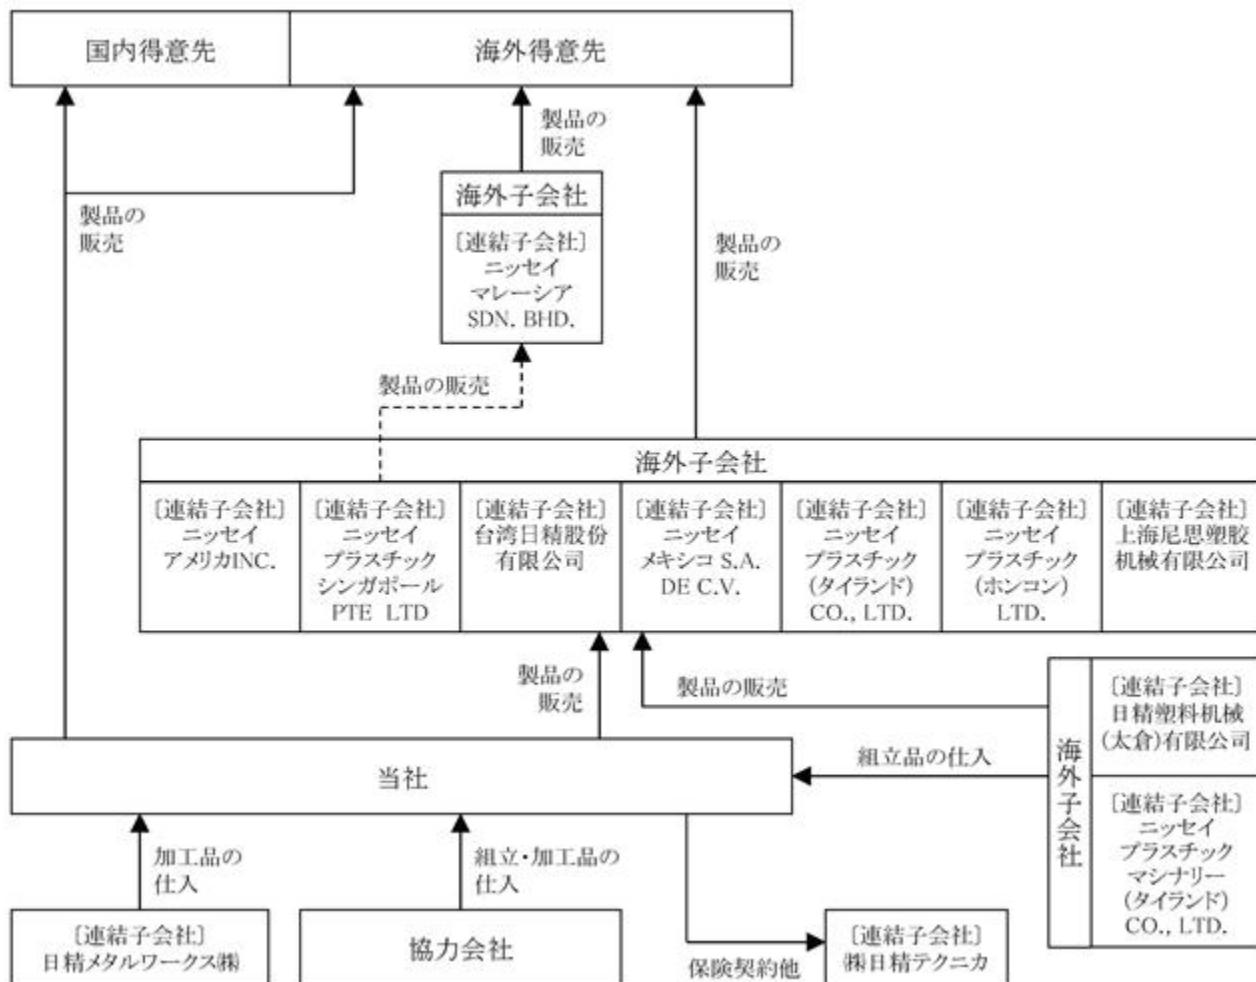 国内得意先
海外得意先
製品の
販売
海外子会社
〔連結子会社〕
ニッセイ
マレーシア
SDN. BHD.
製品の
販売
製品の
販売
製品の販売
海外子会社
〔連結子会社〕
ニッセイ
アメリカINC.
〔連結子会社〕
ニッセイ
プラスチック
シンガポール
PTE LTD
〔連結子会社〕
台湾日精股份
有限公司
〔連結子会社〕
ニッセイ
メキシコ S.A.
DE C.V.
〔連結子会社〕
ニッセイ
プラスチック
(タイランド)
CO., LTD.
〔連結子会社〕
ニッセイ
プラスチック
(ホンコン)
LTD.
〔連結子会社〕
上海尼思塑胶
机械有限公司
製品の
販売
製品の販売
海外子会社
〔連結子会社〕
日精塑料机械
(太倉)有限公司
〔連結子会社〕
ニッセイ
プラスチック
マシナリー
(タイランド)
CO., LTD.
組立品の仕入
当社
加工品の
仕入
組立・加工品の
仕入
保険契約他
〔連結子会社〕
日精メタルワークス㈱
協力会社
〔連結子会社〕
㈱日精テクニカ